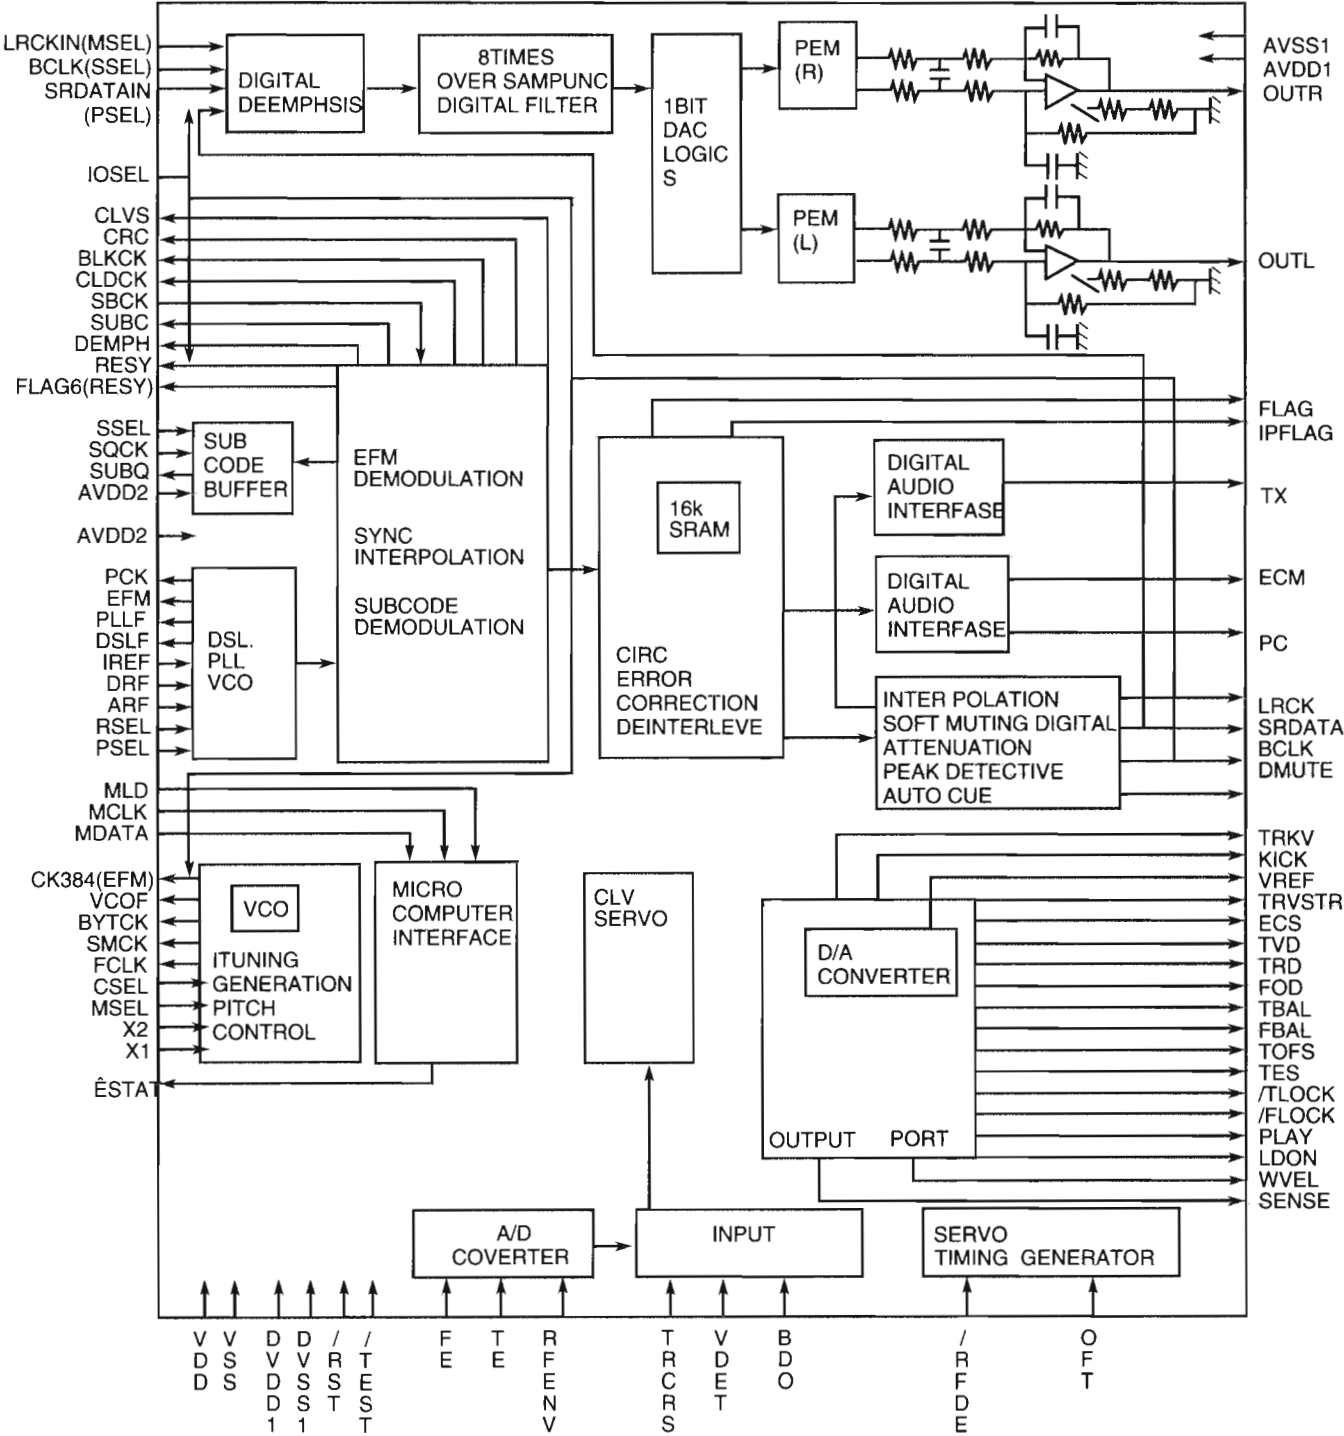 LRCKIN(MSEL)
BCLK(SSEL)
SRDATAIN
(PSEL)
IOSEL
CLVS
CRC
BLKCK
CLDCK
SBCK
SUBC
DEMPH
RESY
FLAG6(RESY)
SSEL
SQCK
SUBQ
AVDD2
AVDD2
PCK
EFM
PLLF
DSLF
IREF
DRF
ARF
RSEL
PSEL
MLD
MCLK
MDATA
CK384(EFM)
VCOF
BYTCK
SMCK
FCLK
CSEL
MSEL
X2
X1
ÊSTAT
DIGITAL
DEEMPHSIS
8TIMES
OVER SAMPUNC
DIGITAL FILTER
1BIT
DAC
LOGIC
S
PEM
(R)
PEM
(L)
SUB
CODE
BUFFER
EFM
DEMODULATION
SYNC
INTERPOLATION
SUBCODE
DEMODULATION
DSL.
PLL
VCO
16k
SRAM
CIRC
ERROR
CORRECTION
DEINTERLEVE
DIGITAL
AUDIO
INTERFASE
DIGITAL
AUDIO
INTERFASE
INTER POLATION
SOFT MUTING DIGITAL
ATTENUATION
PEAK DETECTIVE
AUTO CUE
VCO
ITUNING
GENERATION
PITCH
CONTROL
MICRO
COMPUTER
INTERFACE
CLV
SERVO
D/A
CONVERTER
OUTPUT PORT
A/D
COVERTER
INPUT
SERVO
TIMING GENERATOR
AVSS1
AVDD1
OUTR
OUTL
FLAG
IPFLAG
TX
ECM
PC
LRCK
SRDATA
BCLK
DMUTE
TRKV
KICK
VREF
TRVSTR
ECS
TVD
TRD
FOD
TBAL
FBAL
TOFS
TES
/TLOCK
/FLOCK
PLAY
LDON
WVEL
SENSE
VDD
VSS
DVDD1
DVSS1
/RST
/TEST
FE
TE
RFENV
TRCRS
VDET
BDO
/RFDE
OFT